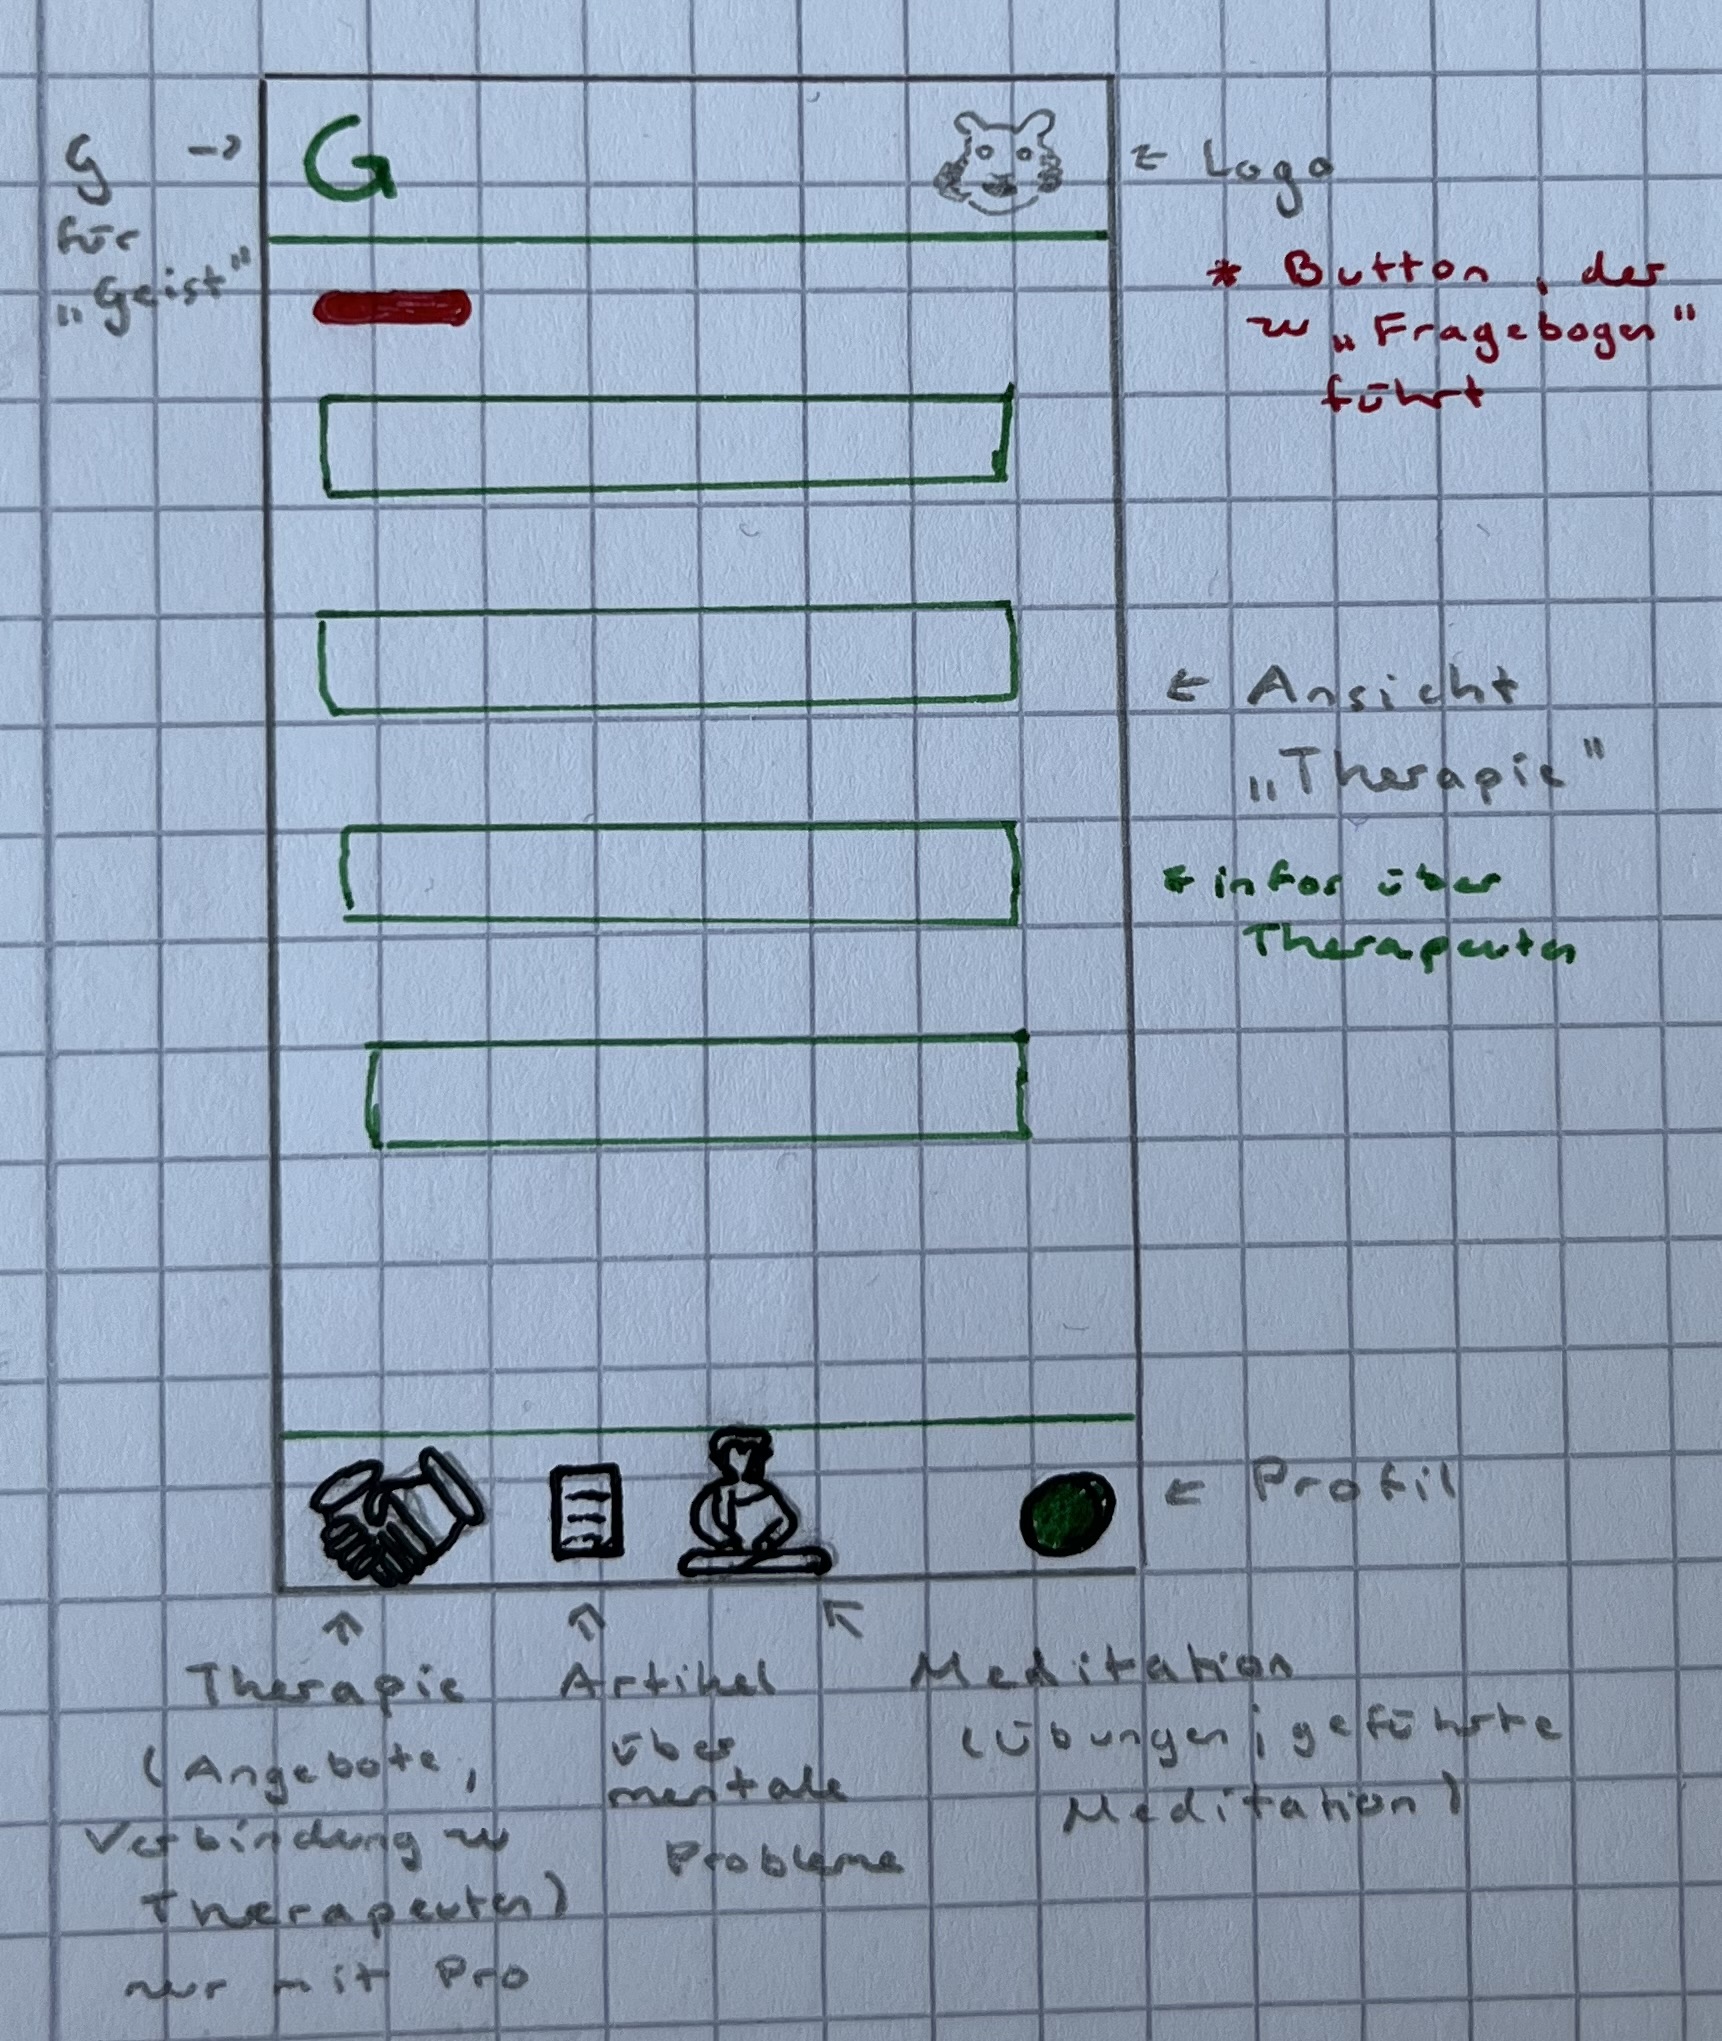 G
G → 
für
„Geist"
← Logo
* Button, der
zu „Fragebogen"
führt
← Ansicht
„Therapie"
* infos über
Therapeuten
← Profil
↑
Therapie
(Angebote,
Verbindung zu
Therapeuten)
nur mit Pro
↑
Artikel
über
mentale
Probleme
↖
Meditation
(Übungen, geführte
Meditation)